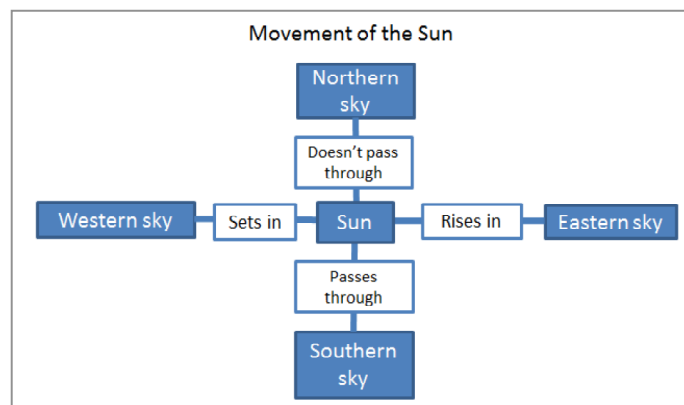 Movement of the Sun
Northern
sky
Doesn't pass
through
Western sky
Sets in
Sun
Rises in
Eastern sky
Passes
through
Southern
sky